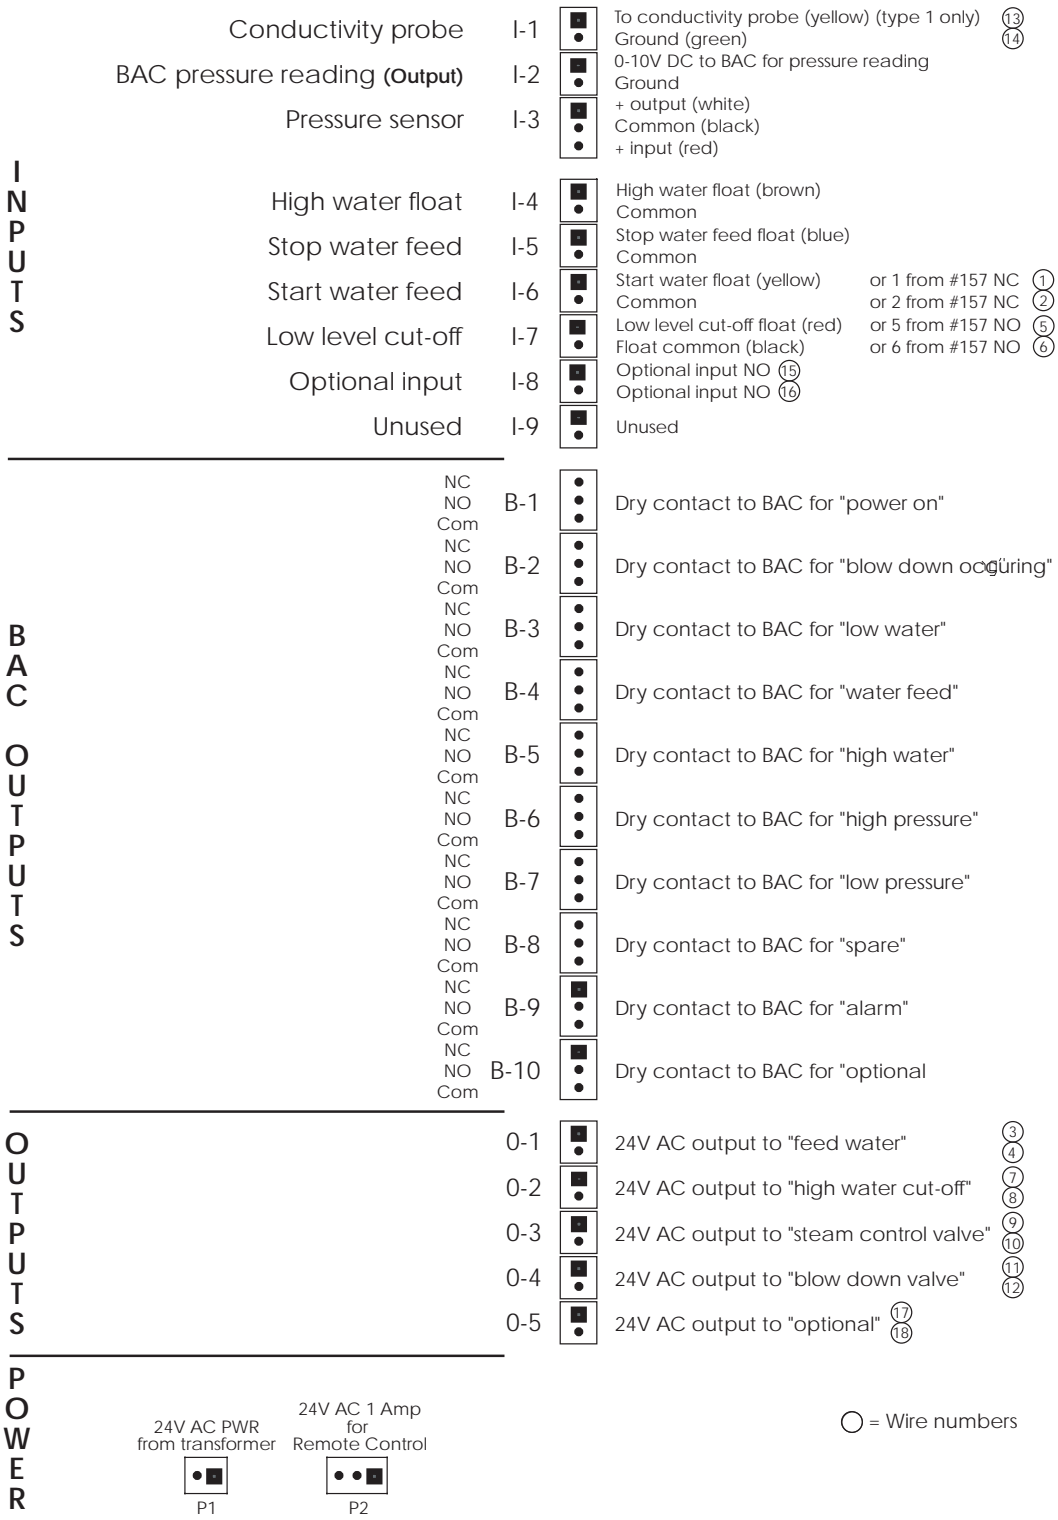 INPUTS
Conductivity probe I-1 To conductivity probe (yellow) (type 1 only) 13
Ground (green) 14
BAC pressure reading (Output) I-2 0-10V DC to BAC for pressure reading
Ground
Pressure sensor I-3 + output (white)
Common (black)
+ input (red)
High water float I-4 High water float (brown)
Common
Stop water feed I-5 Stop water feed float (blue)
Common
Start water feed I-6 Start water float (yellow) or 1 from #157 NC 1
Common or 2 from #157 NC 2
Low level cut-off I-7 Low level cut-off float (red) or 5 from #157 NO 5
Float common (black) or 6 from #157 NO 6
Optional input I-8 Optional input NO 15
Optional input NO 16
Unused I-9 Unused
BAC OUTPUTS
NC
NO B-1 Dry contact to BAC for "power on"
Com
NC
NO B-2 Dry contact to BAC for "blow down
Com
NC
NO B-3 Dry contact to BAC for "low water"
Com
NC
NO B-4 Dry contact to BAC for "water feed"
Com
NC
NO B-5 Dry contact to BAC for "high water"
Com
NC
NO B-6 Dry contact to BAC for "high pressure"
Com
NC
NO B-7 Dry contact to BAC for "low pressure"
Com
NC
NO B-8 Dry contact to BAC for "spare"
Com
NC
NO B-9 Dry contact to BAC for "alarm"
Com
NC
NO B-10 Dry contact to BAC for "optional
Com
OUTPUTS
0-1 24V AC output to "feed water" 3
4
0-2 24V AC output to "high water cut-off" 7
8
0-3 24V AC output to "steam control valve" 9
10
0-4 24V AC output to "blow down valve" 11
12
0-5 24V AC output to "optional" 17
18
POWER
24V AC PWR
from transformer
P1
24V AC 1 Amp
for
Remote Control
P2
= Wire numbers